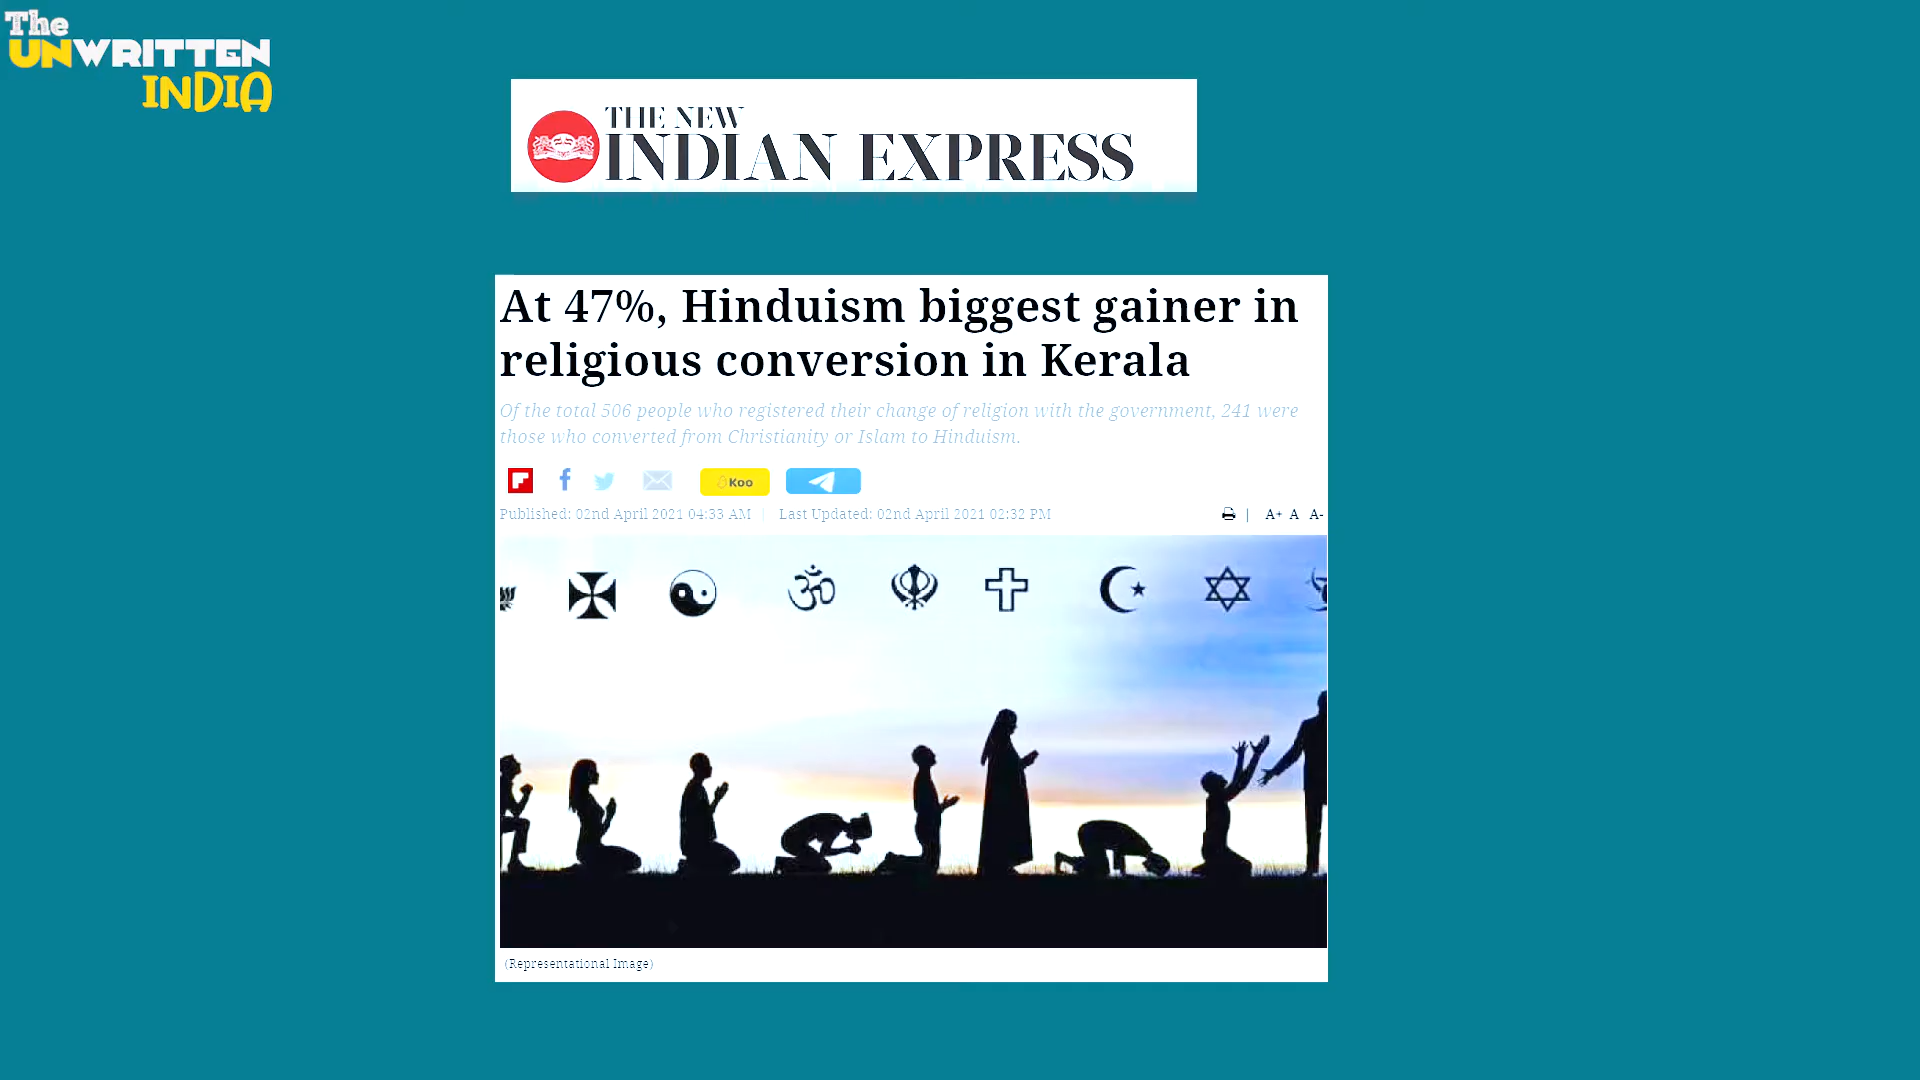 The
UNWRITTEN
INDIA
THE NEW
INDIAN EXPRESS
At 47%, Hinduism biggest gainer in
religious conversion in Kerala
Of the total 506 people who registered their change of religion with the government, 241 were
those who converted from Christianity or Islam to Hinduism.
Koo
Published: 02nd April 2021 04:33 AM | Last Updated: 02nd April 2021 02:32 PM | A+ A A-
(Representational Image)